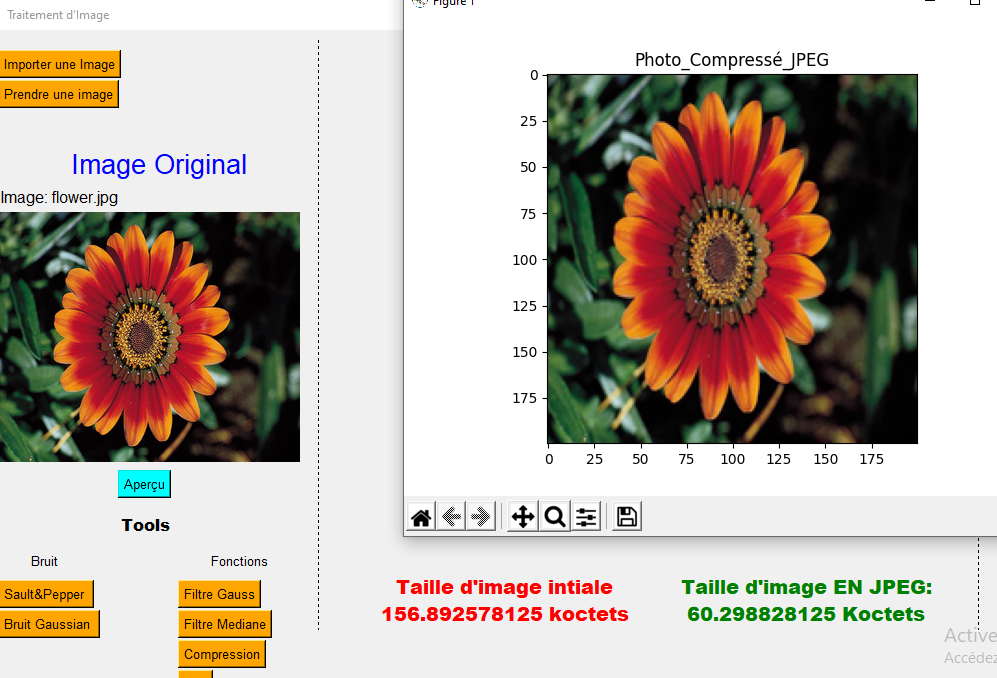 Traitement d'Image
Figure 1
Importer une Image
Prendre une image
Image Original
Image: flower.jpg
Aperçu
Tools
Bruit
Fonctions
Sault&Pepper
Filtre Gauss
Bruit Gaussian
Filtre Mediane
Compression
Photo_Compressé_JPEG
0
25
50
75
100
125
150
175
0 25 50 75 100 125 150 175
Taille d'image intiale
156.892578125 koctets
Taille d'image EN JPEG:
60.298828125 Koctets
Active
Accédez